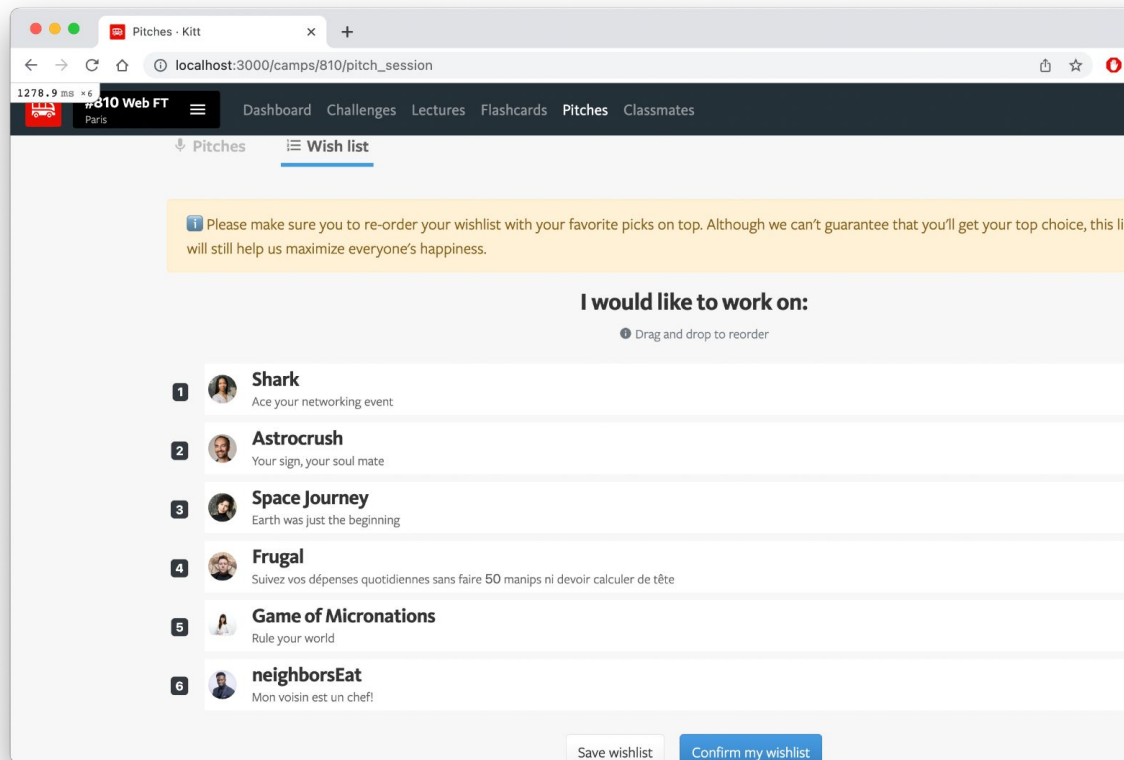 Pitches · Kitt
localhost:3000/camps/810/pitch_session
1278.9 ms ×6
#810 Web FT
Paris
Dashboard Challenges Lectures Flashcards Pitches Classmates
Pitches Wish list
Please make sure you to re-order your wishlist with your favorite picks on top. Although we can't guarantee that you'll get your top choice, this li
will still help us maximize everyone's happiness.
I would like to work on:
Drag and drop to reorder
1
Shark
Ace your networking event
2
Astrocrush
Your sign, your soul mate
3
Space Journey
Earth was just the beginning
4
Frugal
Suivez vos dépenses quotidiennes sans faire 50 manips ni devoir calculer de tête
5
Game of Micronations
Rule your world
6
neighborsEat
Mon voisin est un chef!
Save wishlist Confirm my wishlist